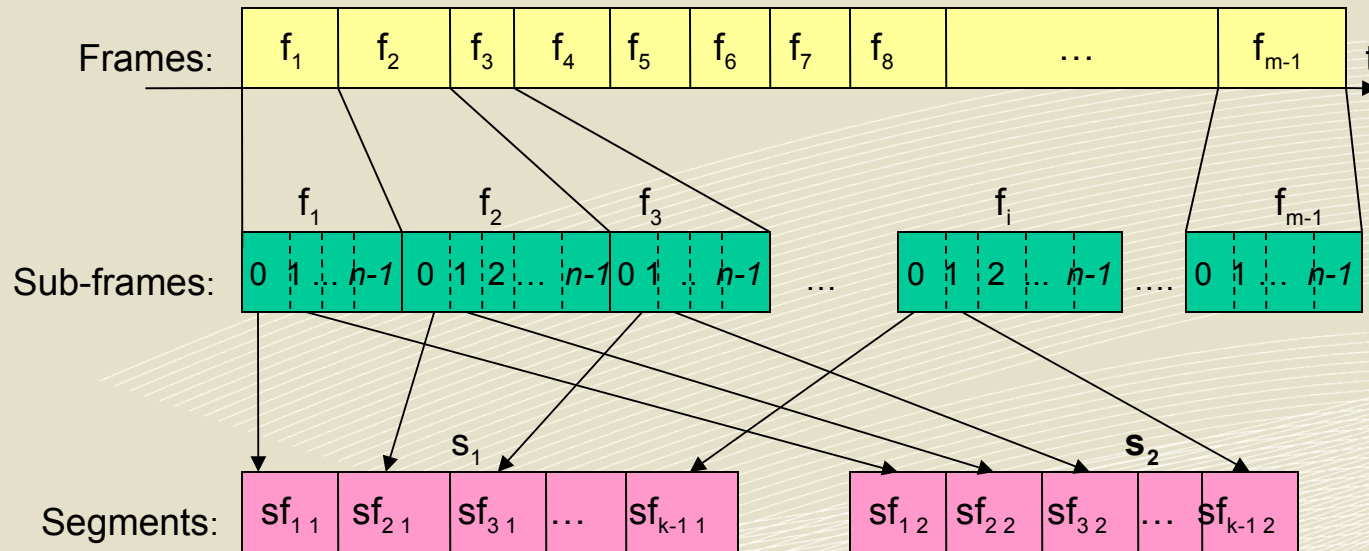 Frames: f₁ f₂ f₃ f₄ f₅ f₆ f₇ f₈ … fₘ₋₁
f₁ f₂ f₃ fᵢ fₘ₋₁
Sub-frames: 0 1 ... n-1 0 1 2 ... n-1 0 1 .. n-1 ... 0 1 2 ... n-1 .... 0 1 ... n-1
s₁ s₂
Segments: sf₁ ₁ sf₂ ₁ sf₃ ₁ … sfₖ₋₁ ₁ sf₁ ₂ sf₂ ₂ sf₃ ₂ … sfₖ₋₁ ₂